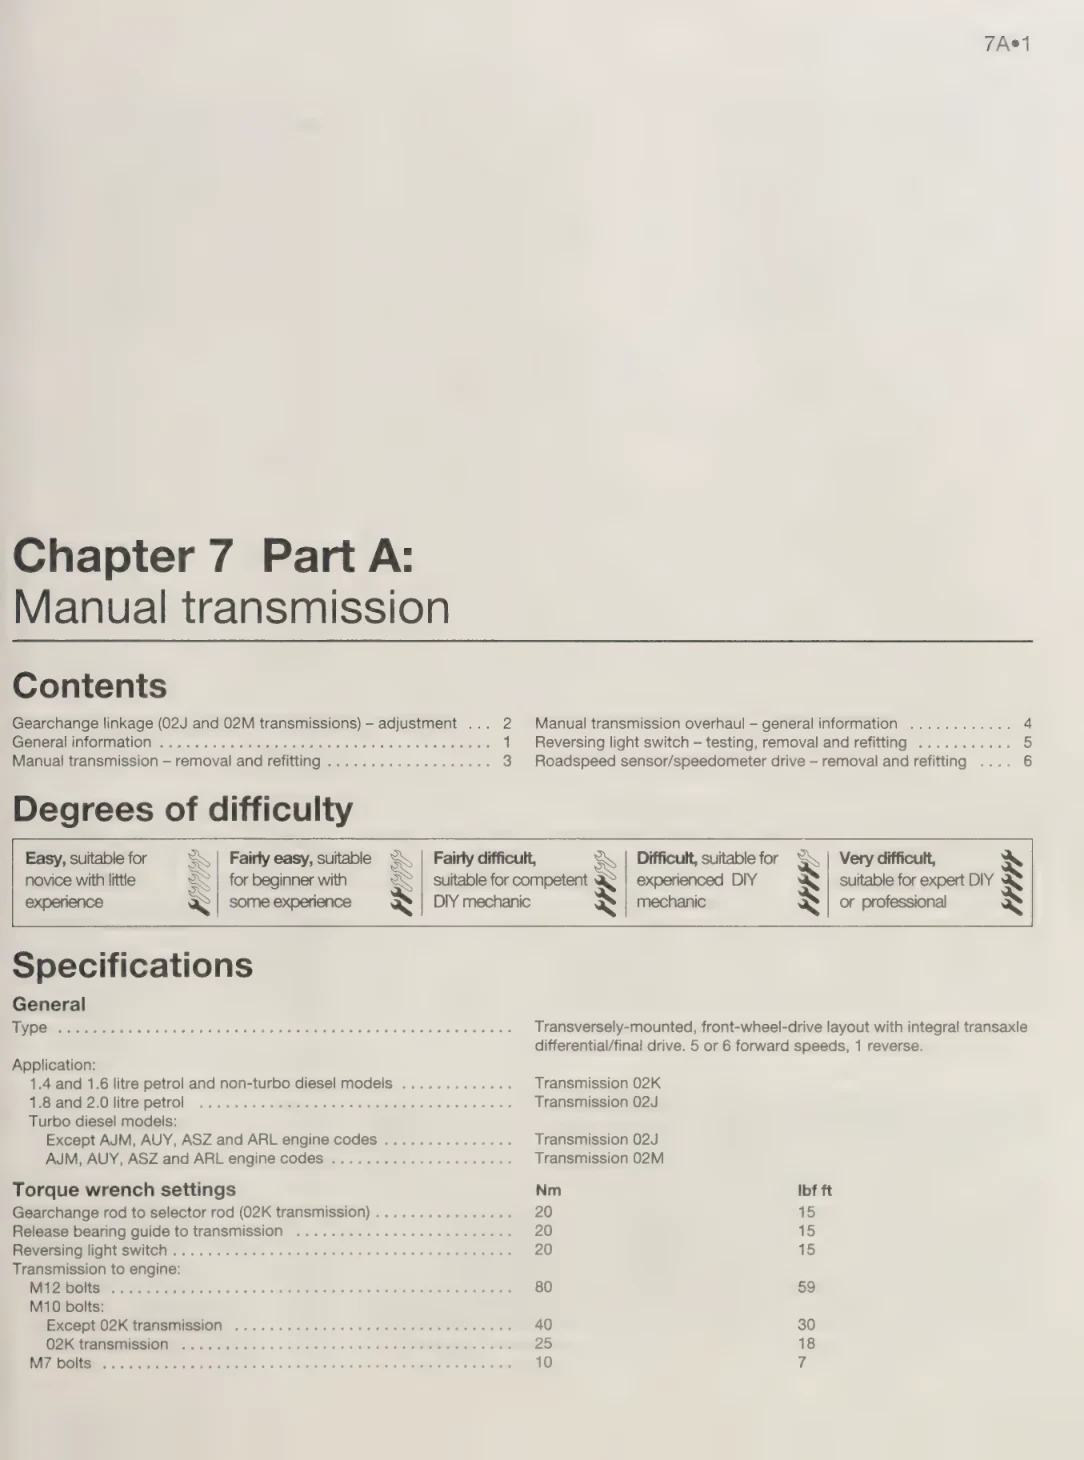 7A•1
Chapter 7 Part A:
Manual transmission
Contents
Gearchange linkage (02J and 02M transmissions) – adjustment ... 2
General information ...................................... 1
Manual transmission – removal and refitting ................... 3
Manual transmission overhaul – general information ............ 4
Reversing light switch – testing, removal and refitting ........... 5
Roadspeed sensor/speedometer drive – removal and refitting .... 6
Degrees of difficulty
Easy, suitable for
novice with little
experience
Fairly easy, suitable
for beginner with
some experience
Fairly difficult,
suitable for competent
DIY mechanic
Difficult, suitable for
experienced DIY
mechanic
Very difficult,
suitable for expert DIY
or professional
Specifications
General
Type .................................................... Transversely-mounted, front-wheel-drive layout with integral transaxle
differential/final drive. 5 or 6 forward speeds, 1 reverse.
Application:
1.4 and 1.6 litre petrol and non-turbo diesel models ............. Transmission 02K
1.8 and 2.0 litre petrol .................................... Transmission 02J
Turbo diesel models:
Except AJM, AUY, ASZ and ARL engine codes ............... Transmission 02J
AJM, AUY, ASZ and ARL engine codes ..................... Transmission 02M
Torque wrench settings Nm lbf ft
Gearchange rod to selector rod (02K transmission) ................ 20 15
Release bearing guide to transmission ......................... 20 15
Reversing light switch ....................................... 20 15
Transmission to engine:
M12 bolts .............................................. 80 59
M10 bolts:
Except 02K transmission ................................ 40 30
02K transmission ...................................... 25 18
M7 bolts ............................................... 10 7